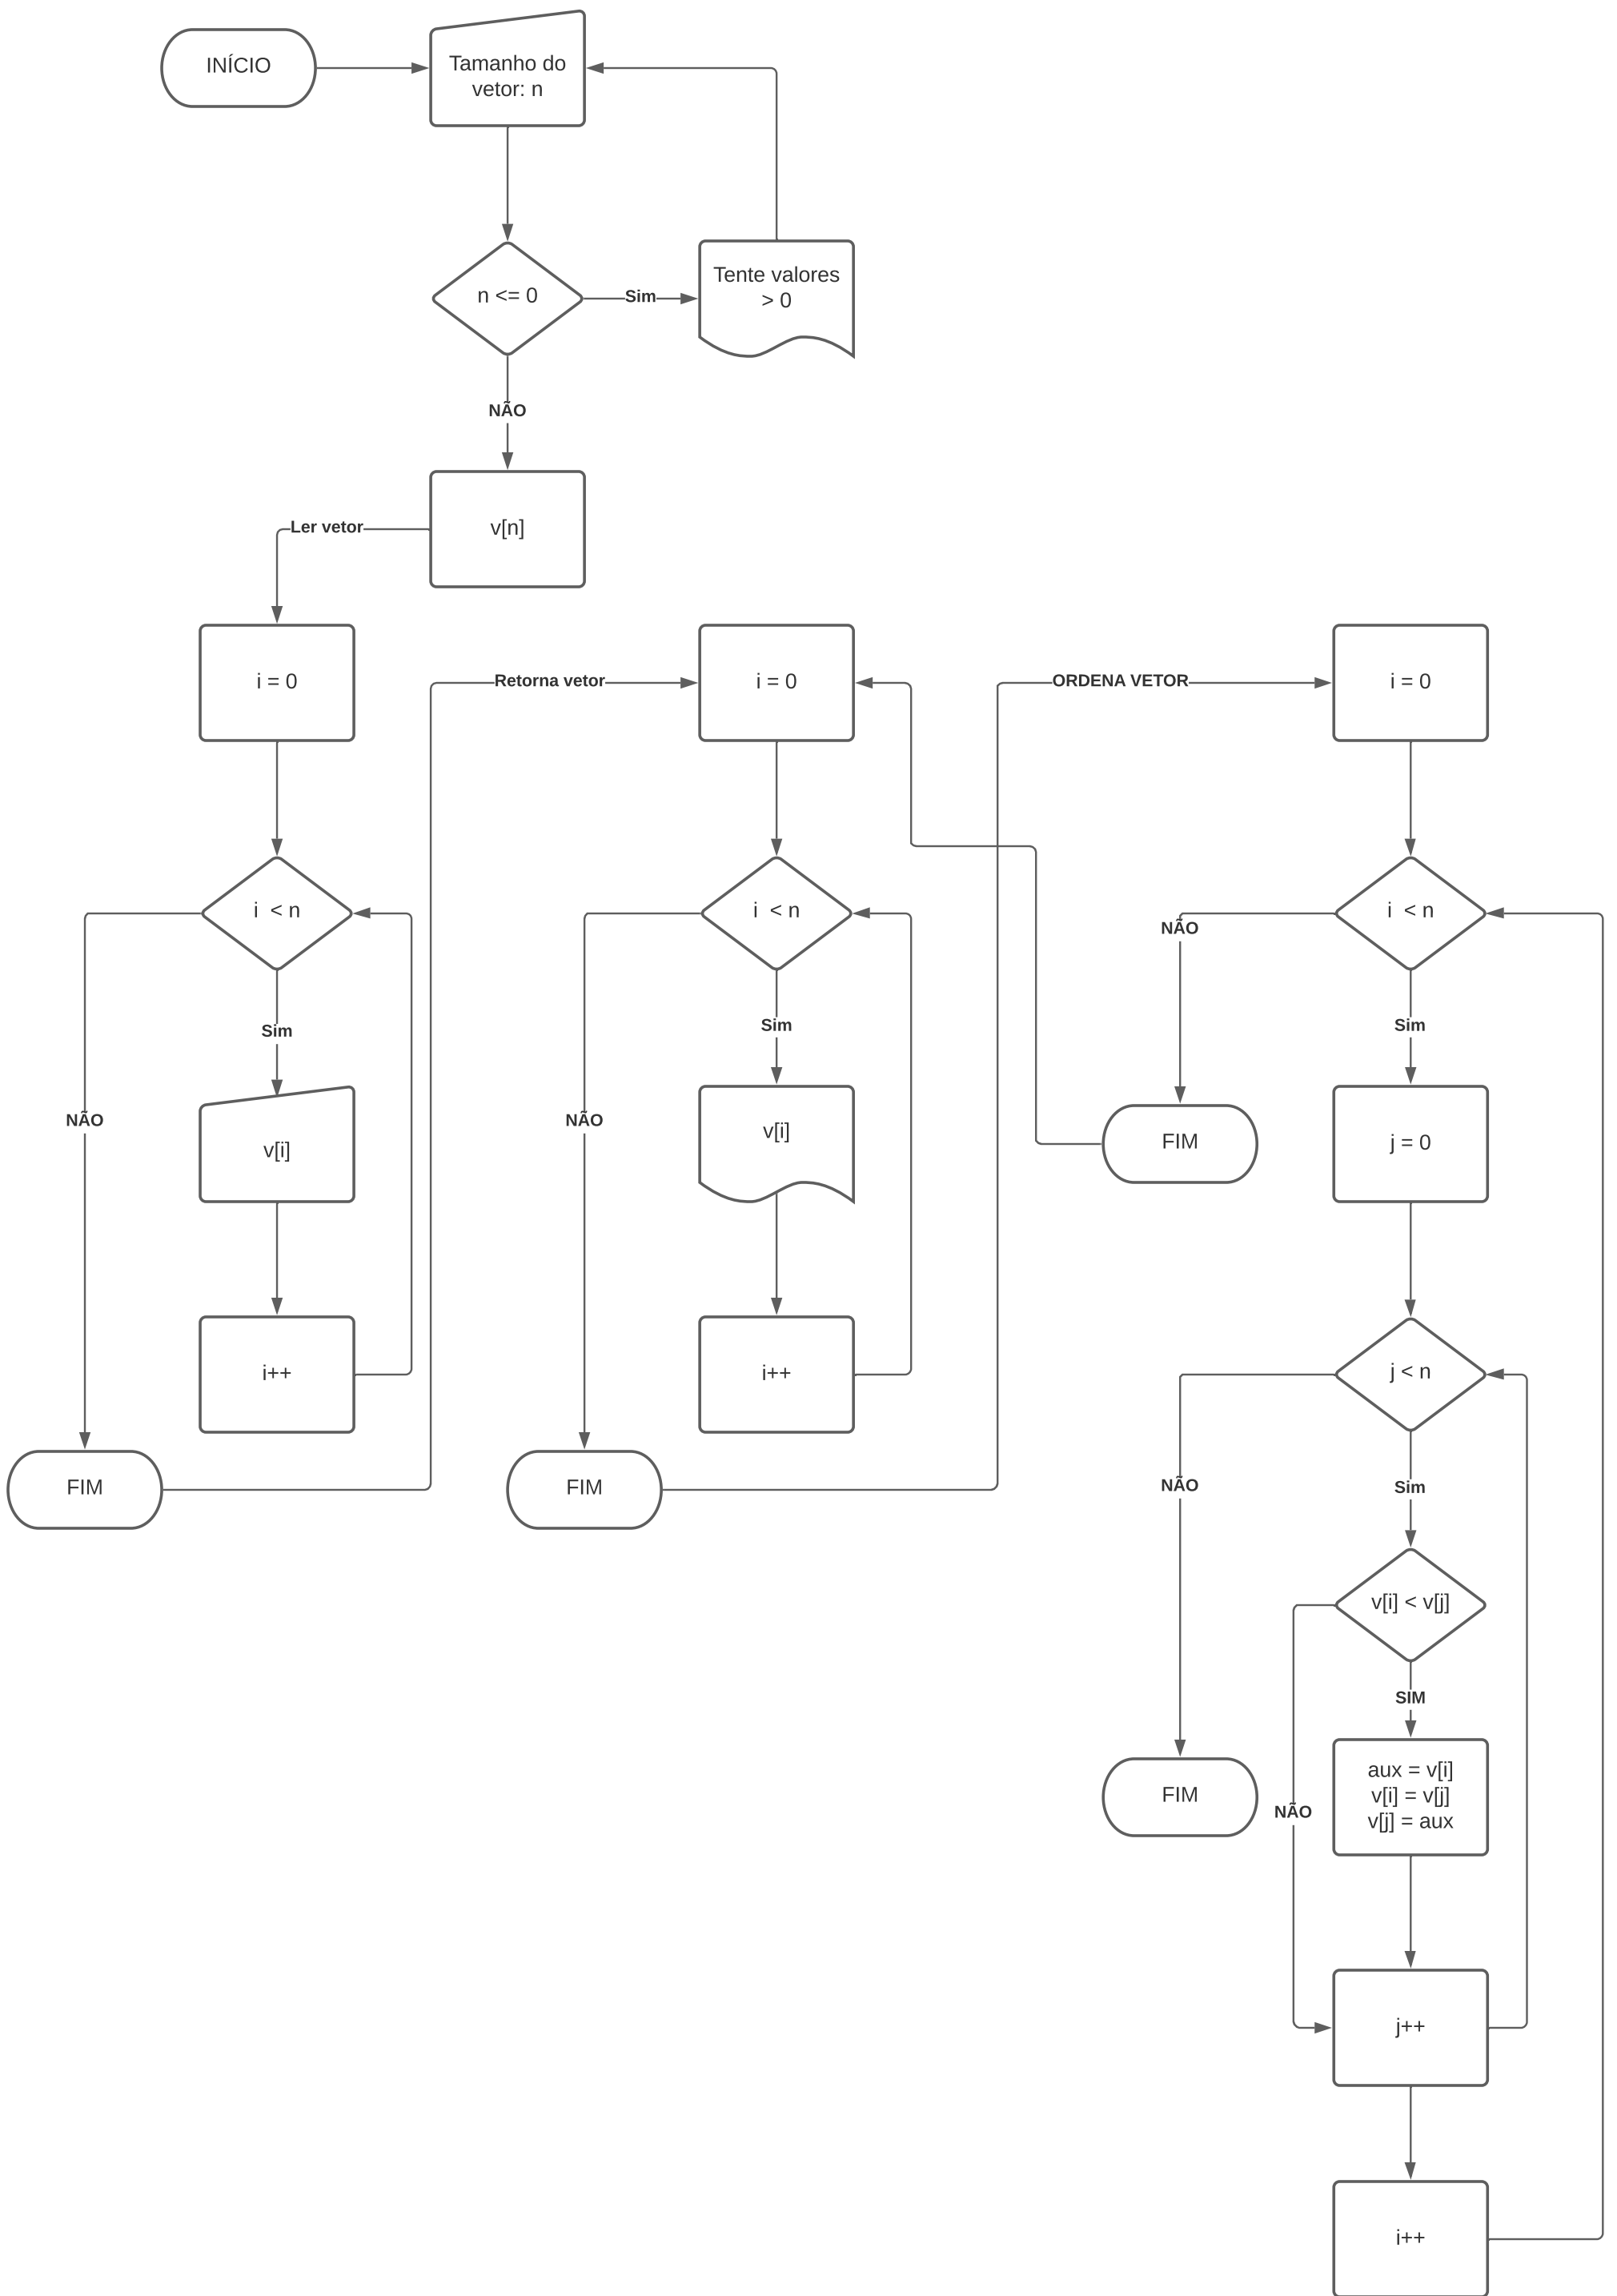 INÍCIO
Tamanho do
vetor: n
n <= 0
Sim
Tente valores
> 0
NÃO
v[n]
Ler vetor
i = 0
i < n
Sim
NÃO
v[i]
i++
FIM
Retorna vetor
i = 0
i < n
Sim
NÃO
v[i]
i++
FIM
ORDENA VETOR
i = 0
i < n
NÃO
Sim
FIM
j = 0
j < n
NÃO
Sim
FIM
v[i] < v[j]
SIM
NÃO
aux = v[i]
v[i] = v[j]
v[j] = aux
j++
i++